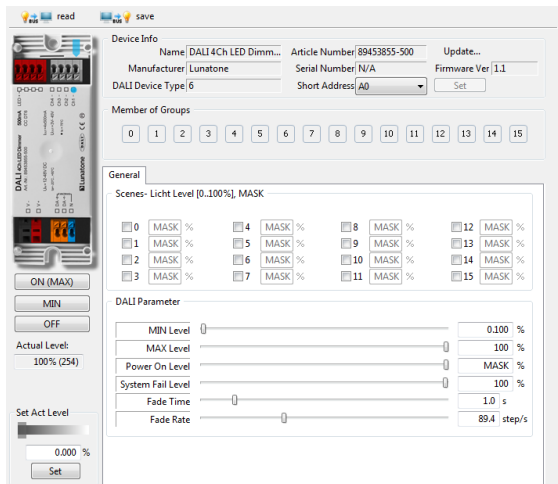 read save
Device Info
Name DALI 4Ch LED Dimm... Article Number 89453855-500 Update...
Manufacturer Lunatone Serial Number N/A Firmware Ver 1.1
DALI Device Type 6 Short Address A0 Set
Member of Groups
0 1 2 3 4 5 6 7 8 9 10 11 12 13 14 15
General
Scenes- Licht Level [0..100%], MASK
0 MASK % 4 MASK % 8 MASK % 12 MASK %
1 MASK % 5 MASK % 9 MASK % 13 MASK %
2 MASK % 6 MASK % 10 MASK % 14 MASK %
3 MASK % 7 MASK % 11 MASK % 15 MASK %
ON (MAX)
MIN
OFF
Actual Level:
100% (254)
DALI Parameter
MIN Level 0.100 %
MAX Level 100 %
Power On Level MASK %
System Fail Level 100 %
Fade Time 1.0 s
Fade Rate 89.4 step/s
Set Act Level
0.000 %
Set
DALI 4Ch LED Dimmer
Lunatone